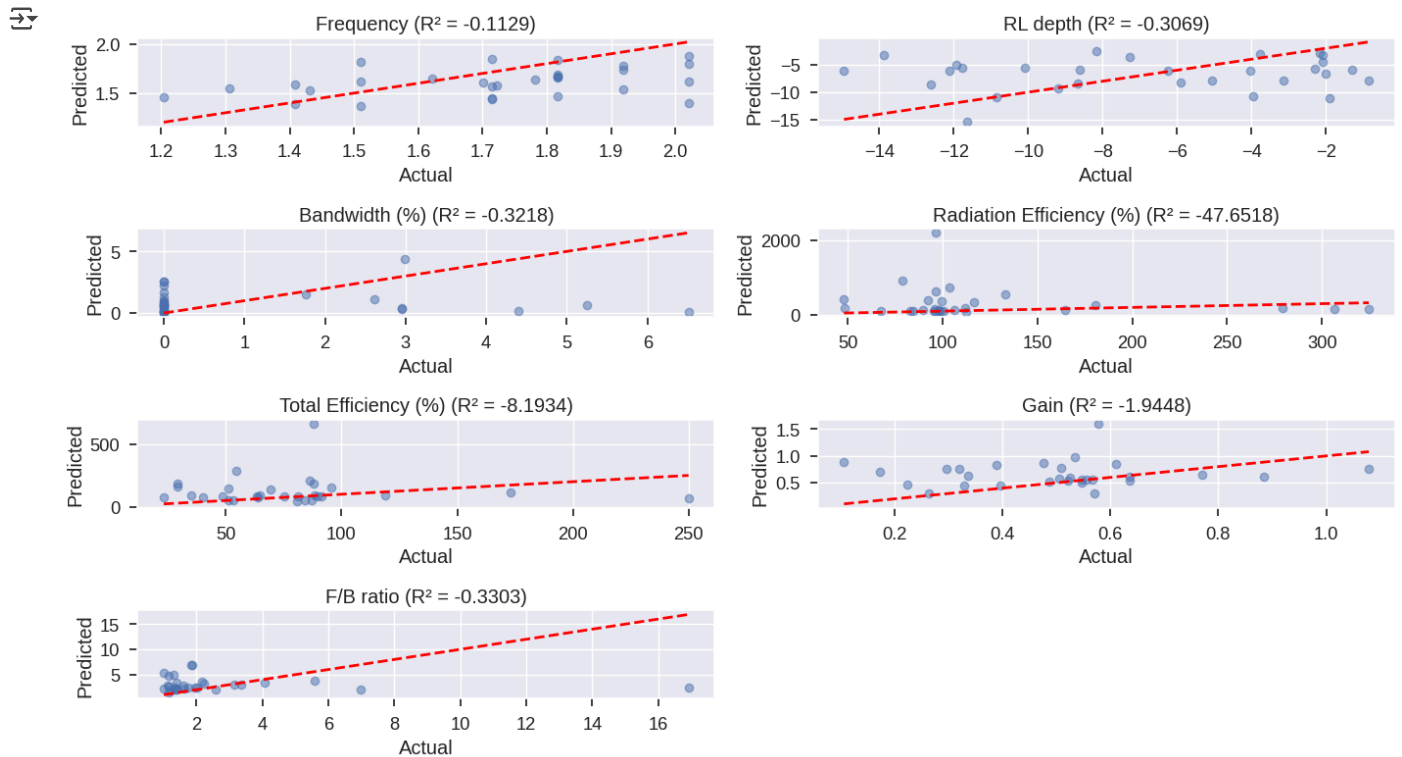 Frequency (R² = -0.1129)
Predicted
2.0
1.5
1.2 1.3 1.4 1.5 1.6 1.7 1.8 1.9 2.0
Actual
RL depth (R² = -0.3069)
Predicted
−5
−10
−15
−14 −12 −10 −8 −6 −4 −2
Actual
Bandwidth (%) (R² = -0.3218)
Predicted
5
0
0 1 2 3 4 5 6
Actual
Radiation Efficiency (%) (R² = -47.6518)
Predicted
2000
0
50 100 150 200 250 300
Actual
Total Efficiency (%) (R² = -8.1934)
Predicted
500
0
50 100 150 200 250
Actual
Gain (R² = -1.9448)
Predicted
1.5
1.0
0.5
0.2 0.4 0.6 0.8 1.0
Actual
F/B ratio (R² = -0.3303)
Predicted
15
10
5
2 4 6 8 10 12 14 16
Actual